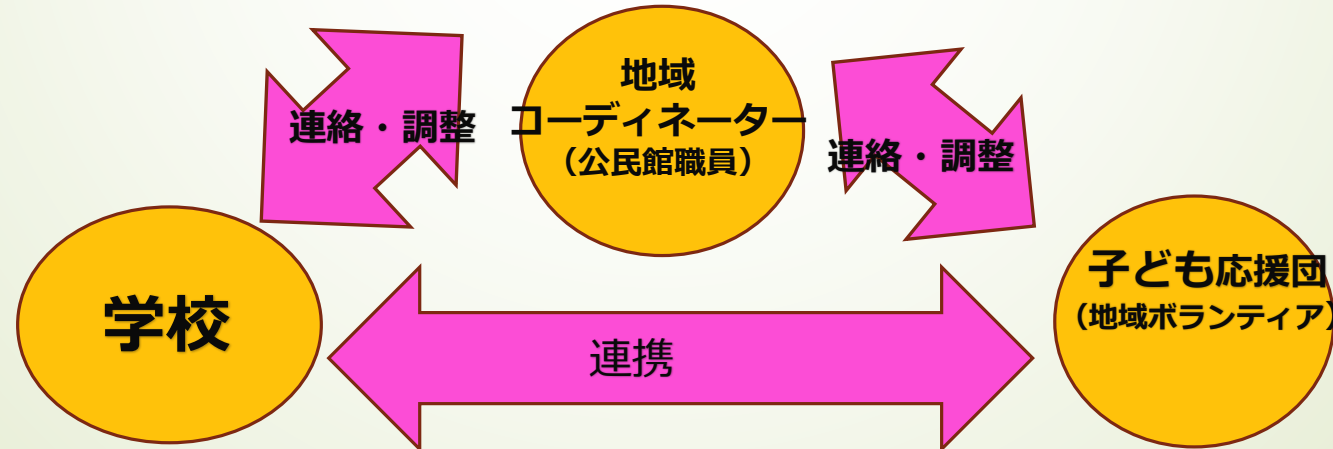 地域
コーディネーター
（公民館職員）
連絡・調整
連絡・調整
学校
子ども応援団
（地域ボランティア）
連携